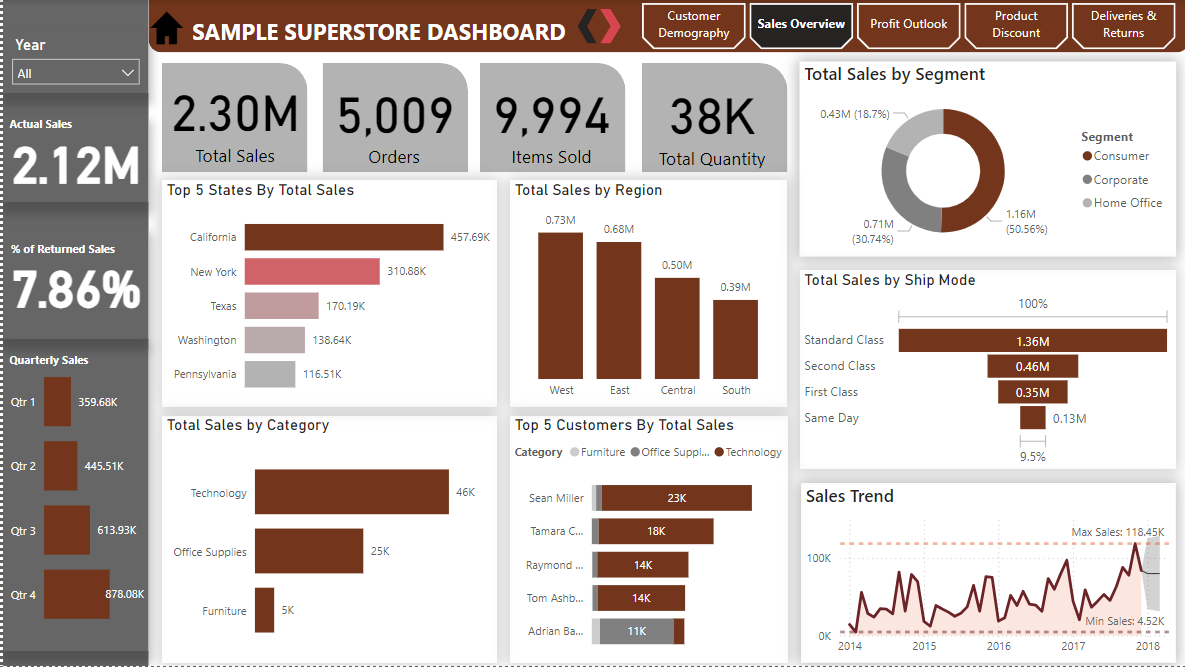 SAMPLE SUPERSTORE DASHBOARD
Customer
Demography
Sales Overview
Profit Outlook
Product
Discount
Deliveries &
Returns
Year
All
Actual Sales
2.12M
% of Returned Sales
7.86%
Quarterly Sales
Qtr 1
359.68K
Qtr 2
445.51K
Qtr 3
613.93K
Qtr 4
878.08K
2.30M
Total Sales
5,009
Orders
9,994
Items Sold
38K
Total Quantity
Top 5 States By Total Sales
California
457.69K
New York
310.88K
Texas
170.19K
Washington
138.64K
Pennsylvania
116.51K
Total Sales by Region
0.73M
0.68M
0.50M
0.39M
West
East
Central
South
Total Sales by Segment
0.43M (18.7%)
0.71M
(30.74%)
1.16M
(50.56%)
Segment
Consumer
Corporate
Home Office
Total Sales by Ship Mode
100%
Standard Class
1.36M
Second Class
0.46M
First Class
0.35M
Same Day
0.13M
9.5%
Total Sales by Category
Technology
46K
Office Supplies
25K
Furniture
5K
Top 5 Customers By Total Sales
Category Furniture Office Suppl... Technology
Sean Miller
23K
Tamara C...
18K
Raymond ...
14K
Tom Ashb...
14K
Adrian Ba...
11K
Sales Trend
Max Sales: 118.45K
100K
Min Sales: 4.52K
0K
2014 2015 2016 2017 2018